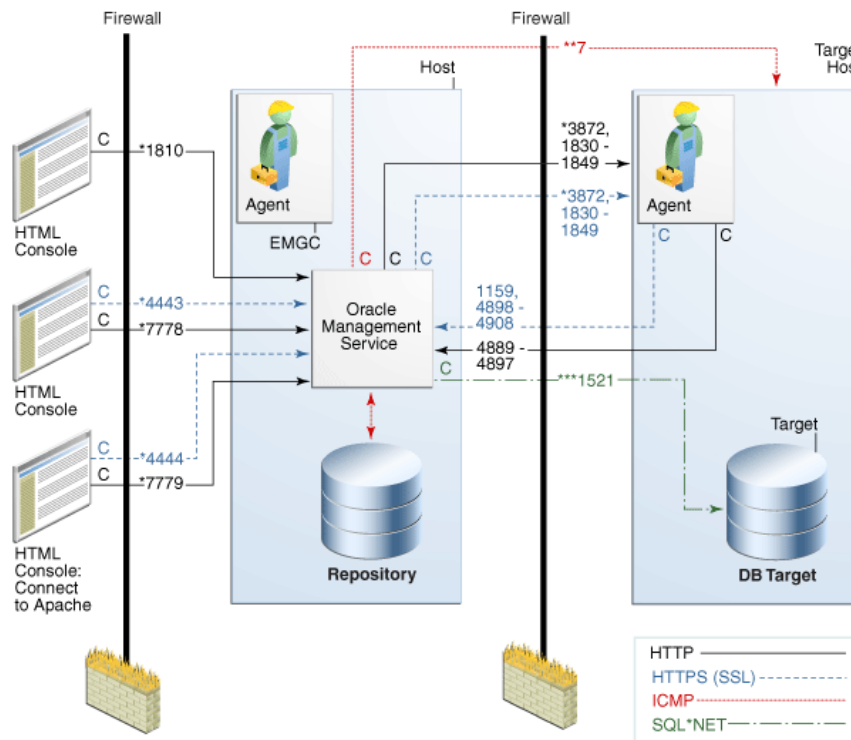 Firewall
Firewall
**7
Host
C
*1810
HTML
Console
Agent
EMGC
*3872,
1830 -
1849
*3872,
1830 -
1849
Agent
C
C
C
C
C
C
*4443
C
*7778
HTML
Console
Oracle
Management
Service
1159,
4898 -
4908
4889 -
4897
C
***1521
C
*4444
C
*7779
HTML
Console:
Connect
to Apache
Repository
Target
DB Target
HTTP
HTTPS (SSL)
ICMP
SQL*NET